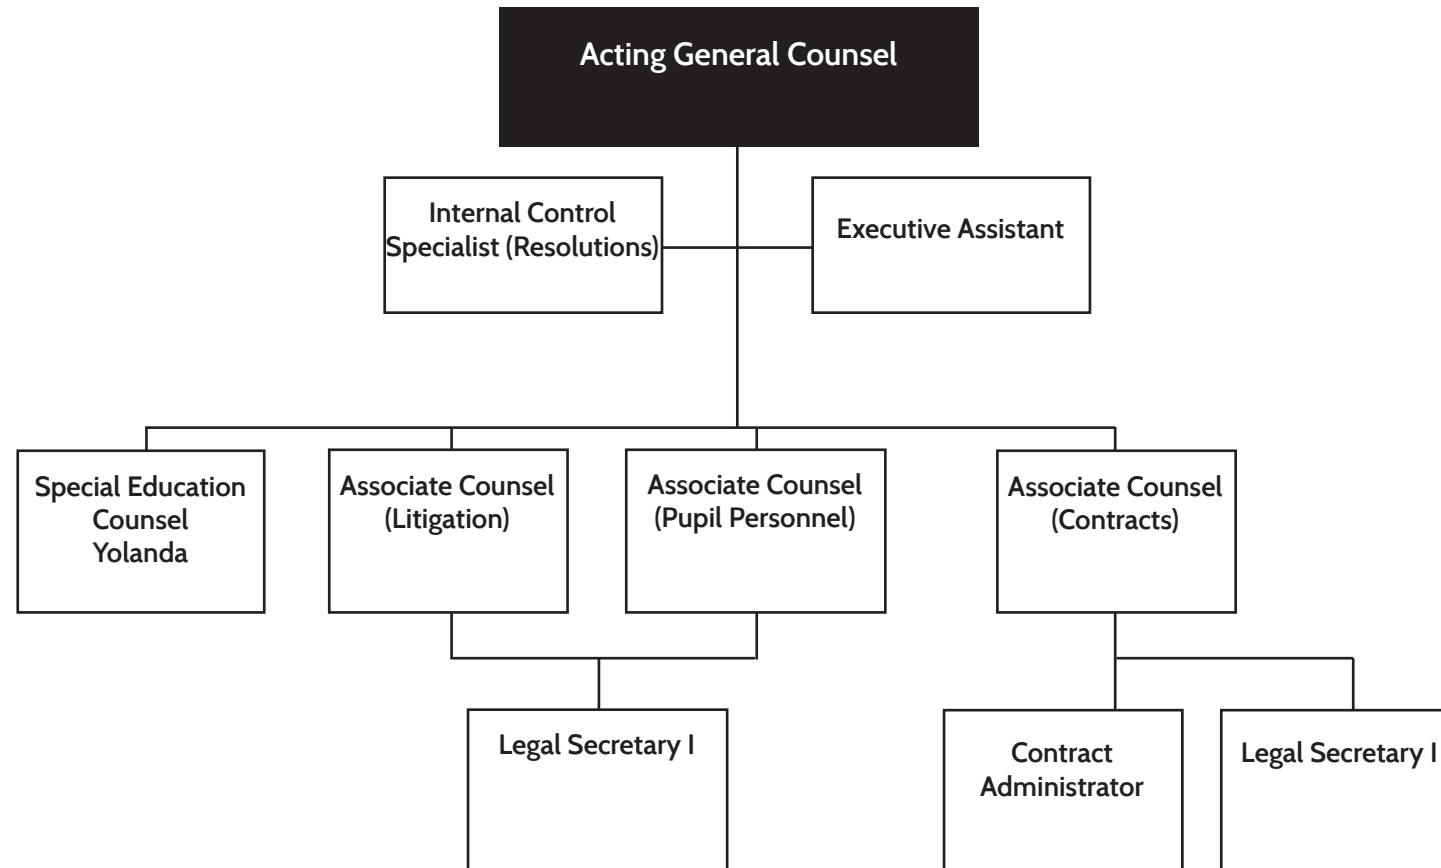 Acting General Counsel
Internal Control
Specialist (Resolutions)
Executive Assistant
Special Education
Counsel
Yolanda
Associate Counsel
(Litigation)
Associate Counsel
(Pupil Personnel)
Associate Counsel
(Contracts)
Legal Secretary I
Contract
Administrator
Legal Secretary I